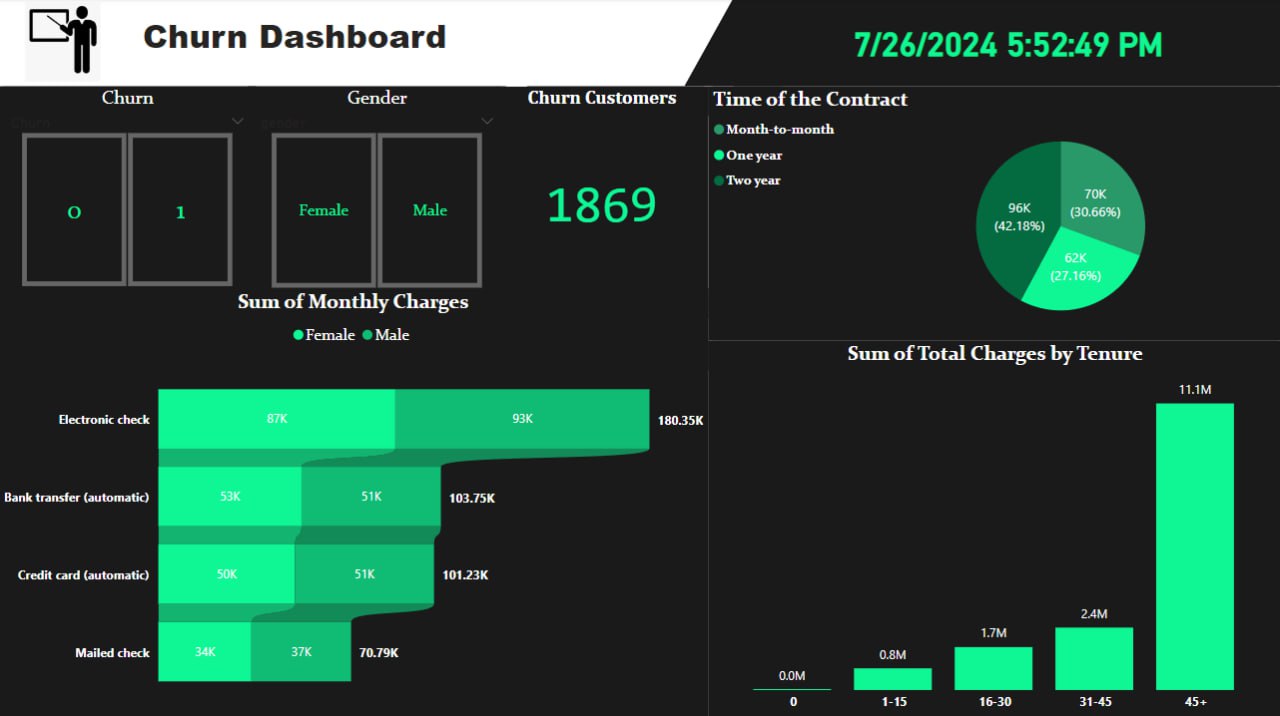 Churn Dashboard
7/26/2024 5:52:49 PM
Churn
Gender
Churn Customers
Churn
gender
0
1
Female
Male
1869
Time of the Contract
Month-to-month
One year
Two year
70K
(30.66%)
96K
(42.18%)
62K
(27.16%)
Sum of Monthly Charges
Female Male
Electronic check 87K 93K 180.35K
Bank transfer (automatic) 53K 51K 103.75K
Credit card (automatic) 50K 51K 101.23K
Mailed check 34K 37K 70.79K
Sum of Total Charges by Tenure
0.0M 0.8M 1.7M 2.4M 11.1M
0 1-15 16-30 31-45 45+